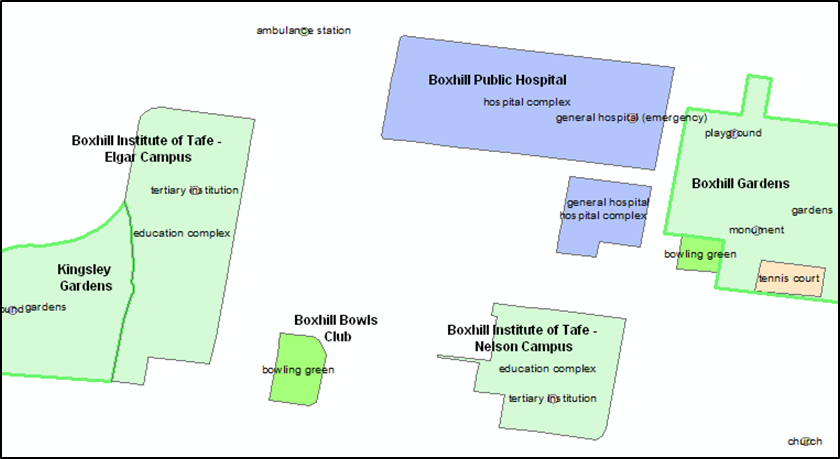 ambulance station
Boxhill Public Hospital
hospital complex
general hospital (emergency)
playground
Boxhill Institute of Tafe -
Elgar Campus
tertiary institution
education complex
general hospital
hospital complex
Boxhill Gardens
gardens
monument
bowling green
tennis court
Kingsley
Gardens
gardens
Boxhill Bowls
Club
bowling green
Boxhill Institute of Tafe -
Nelson Campus
education complex
tertiary institution
church